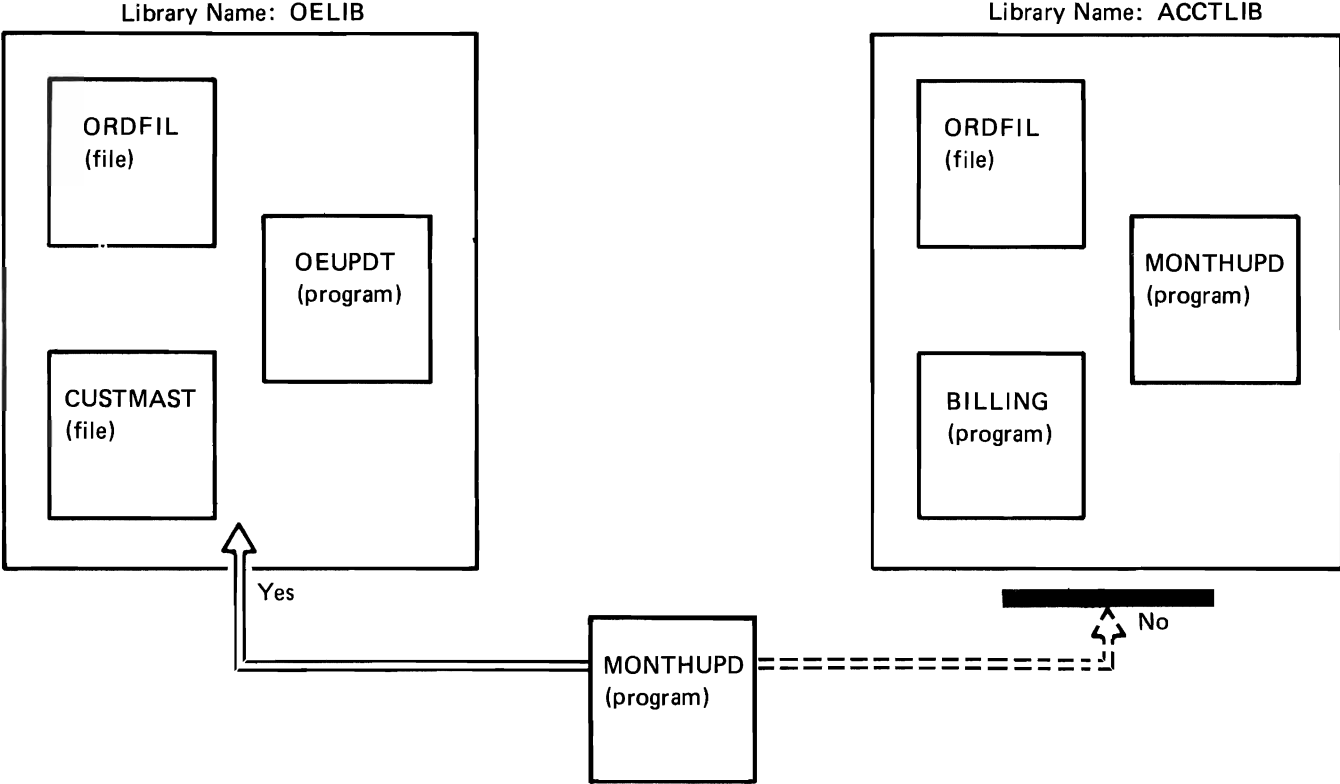 Library Name: OELIB
ORDFIL
(file)
OEUPDT
(program)
CUSTMAST
(file)
Library Name: ACCTLIB
ORDFIL
(file)
MONTHUPD
(program)
BILLING
(program)
Yes
No
MONTHUPD
(program)